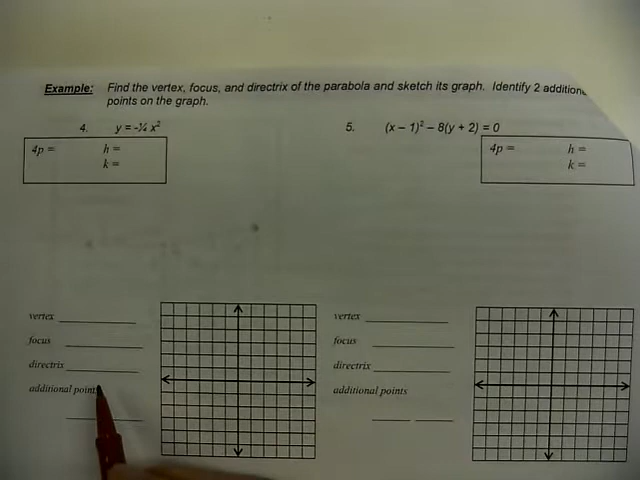 Example: Find the vertex, focus, and directrix of the parabola and sketch its graph. Identify 2
points on the graph.
4. y = -¼ x²
5. (x – 1)² – 8(y + 2) = 0
4p = h =
k =
4p = h =
k =
vertex
focus
directrix
additional points
vertex
focus
directrix
additional points